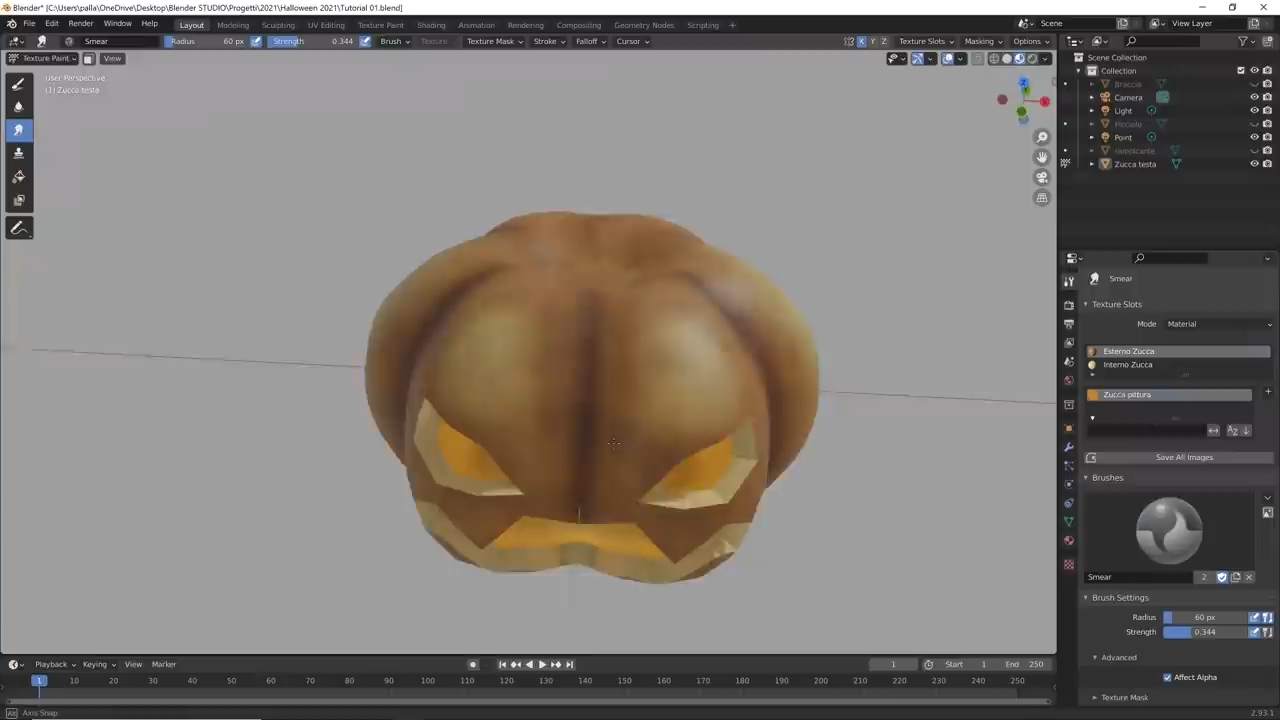 Blender* [C:\Users\palla\OneDrive\Desktop\Blender STUDIO\Progetti\2021\Halloween 2021\Tutorial 01.blend]
File Edit Render Window Help Layout Modeling Sculpting UV Editing Texture Paint Shading Animation Rendering Compositing Geometry Nodes Scripting + Scene View Layer
Smear Radius 60 px Strength 0.344 Brush Texture Texture Mask Stroke Falloff Cursor X Y Z Texture Slots Masking Options
Texture Paint View
User Perspective
(1) Zucca testa
Scene Collection
Collection
Braccia
Camera
Light
Picciolo
Point
rampicante
Zucca testa
Smear
Texture Slots
Mode Material
Esterno Zucca
Interno Zucca
Zucca pittura
Save All Images
Brushes
Smear 2
Brush Settings
Radius 60 px
Strength 0.344
Advanced
Affect Alpha
Texture Mask
Playback Keying View Marker 1 Start 1 End 250
1 10 20 30 40 50 60 70 80 90 100 110 120 130 140 150 160 170 180 190 200 210 220 230 240 250
Axis Snap 2.93.1